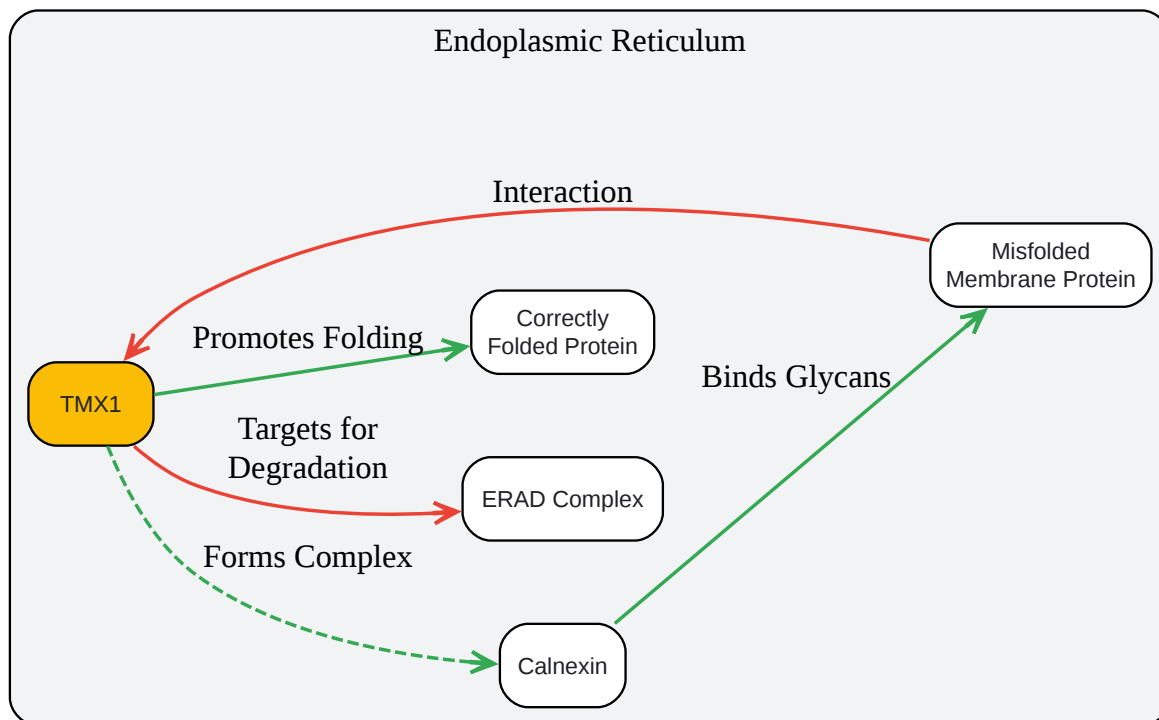 Endoplasmic Reticulum
Interaction
Misfolded
Membrane Protein
Promotes Folding
Correctly
Folded Protein
Binds Glycans
TMX1
Targets for
Degradation
ERAD Complex
Forms Complex
Calnexin